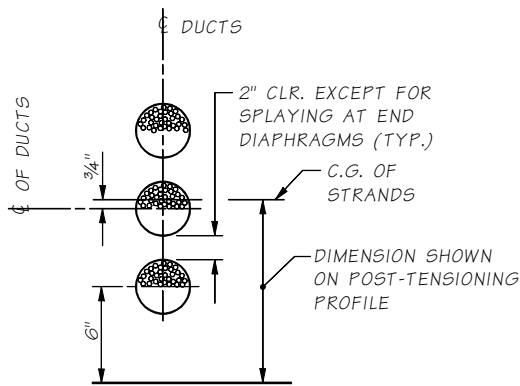 ℄ DUCTS
2" CLR. EXCEPT FOR
SPLAYING AT END
DIAPHRAGMS (TYP.)
℄ OF DUCTS
3/4"
C.G. OF
STRANDS
DIMENSION SHOWN
ON POST-TENSIONING
PROFILE
6"